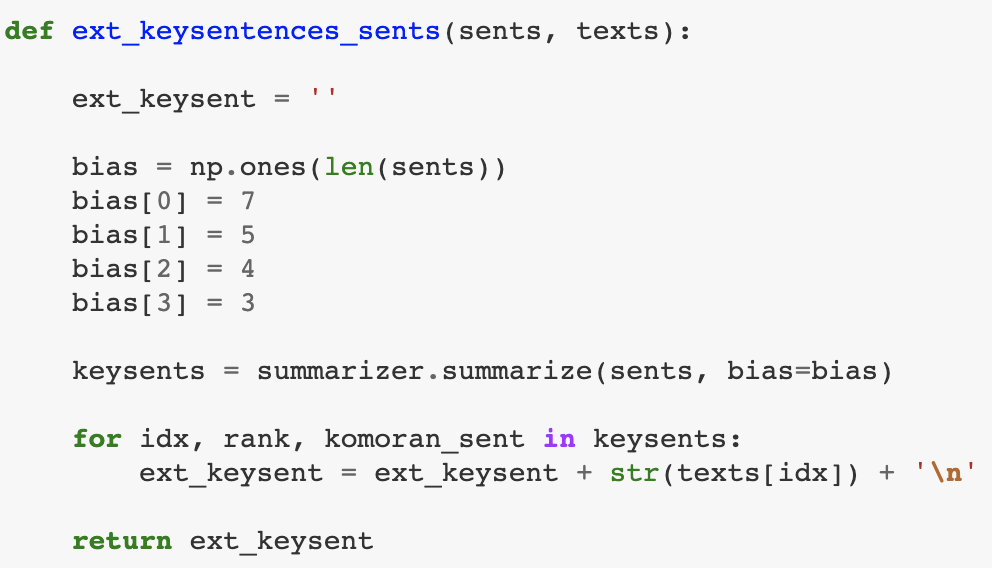 def ext_keysentences_sents(sents, texts):
    ext_keysent = ''
    bias = np.ones(len(sents))
    bias[0] = 7
    bias[1] = 5
    bias[2] = 4
    bias[3] = 3
    keysents = summarizer.summarize(sents, bias=bias)
    for idx, rank, komoran_sent in keysents:
        ext_keysent = ext_keysent + str(texts[idx]) + '\n'
    return ext_keysent